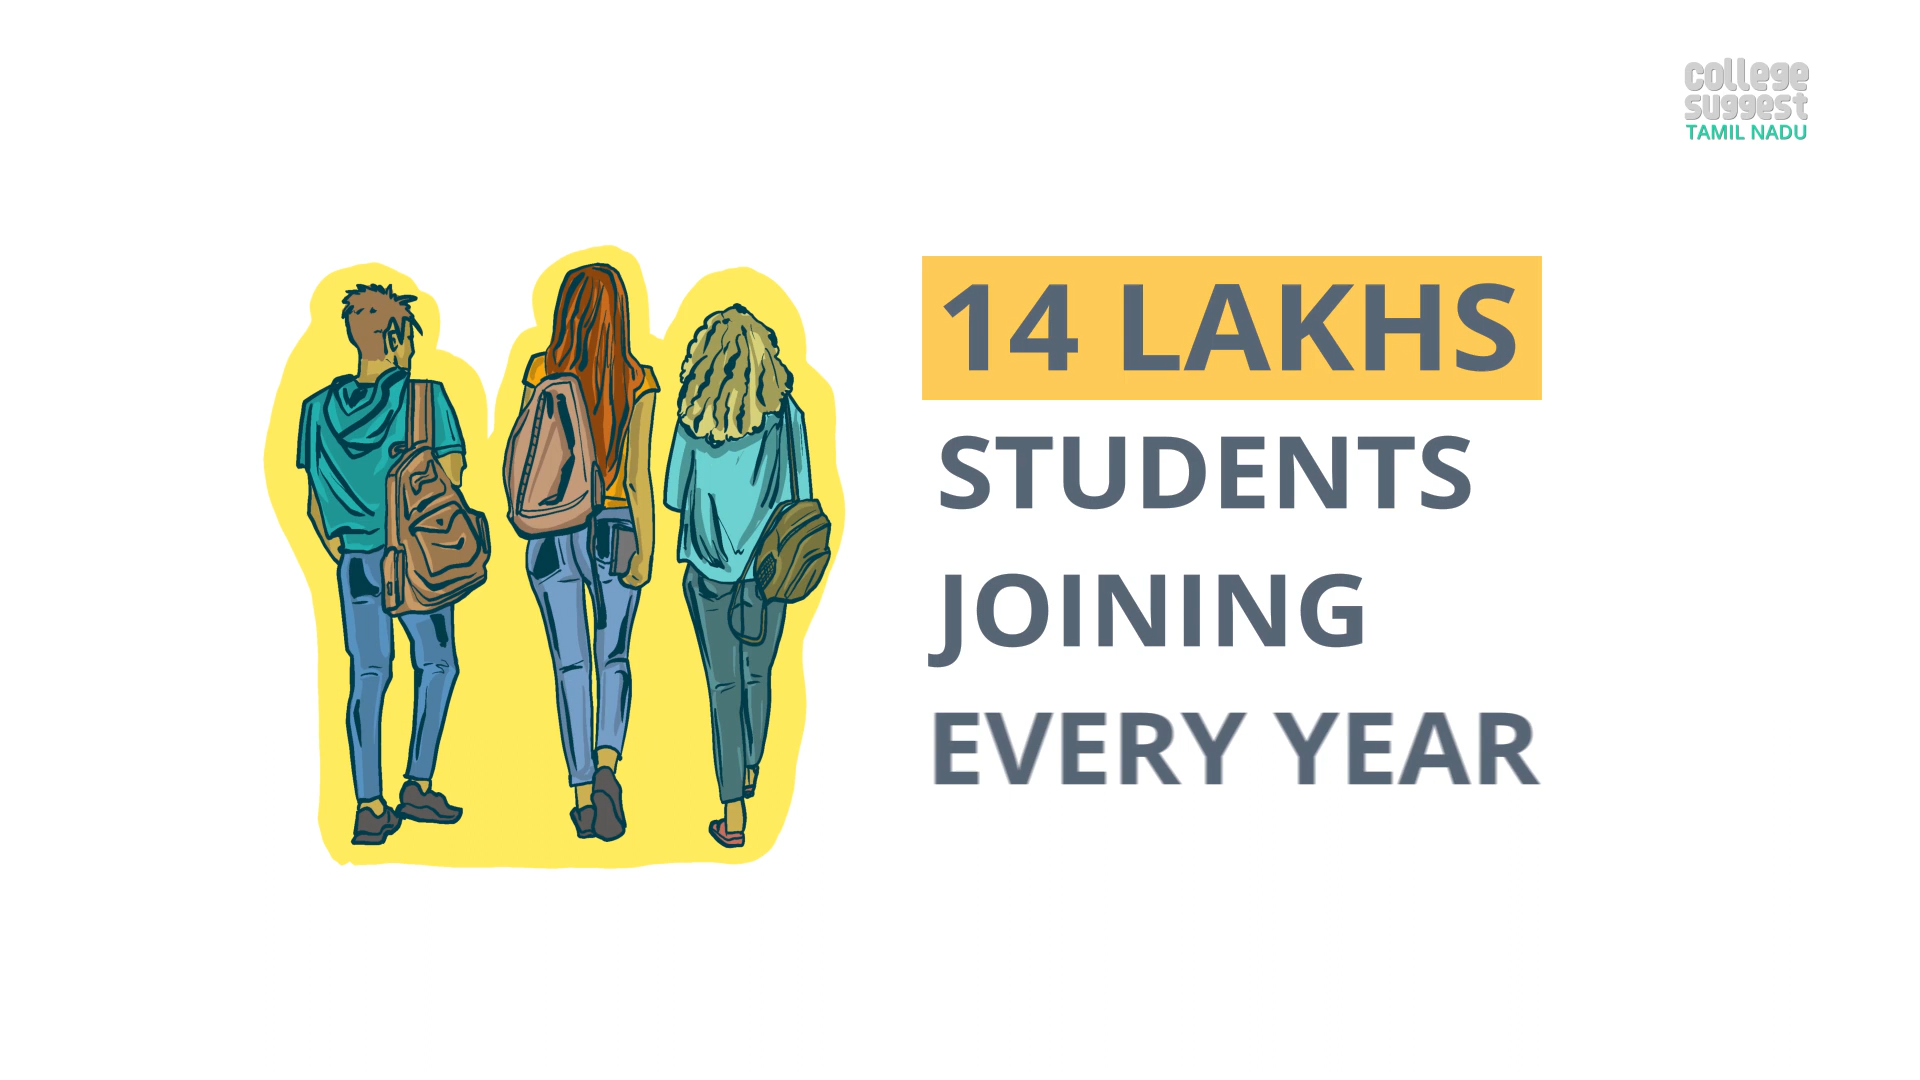 college
suggest
TAMIL NADU
14 LAKHS
STUDENTS
JOINING
EVERY YEAR